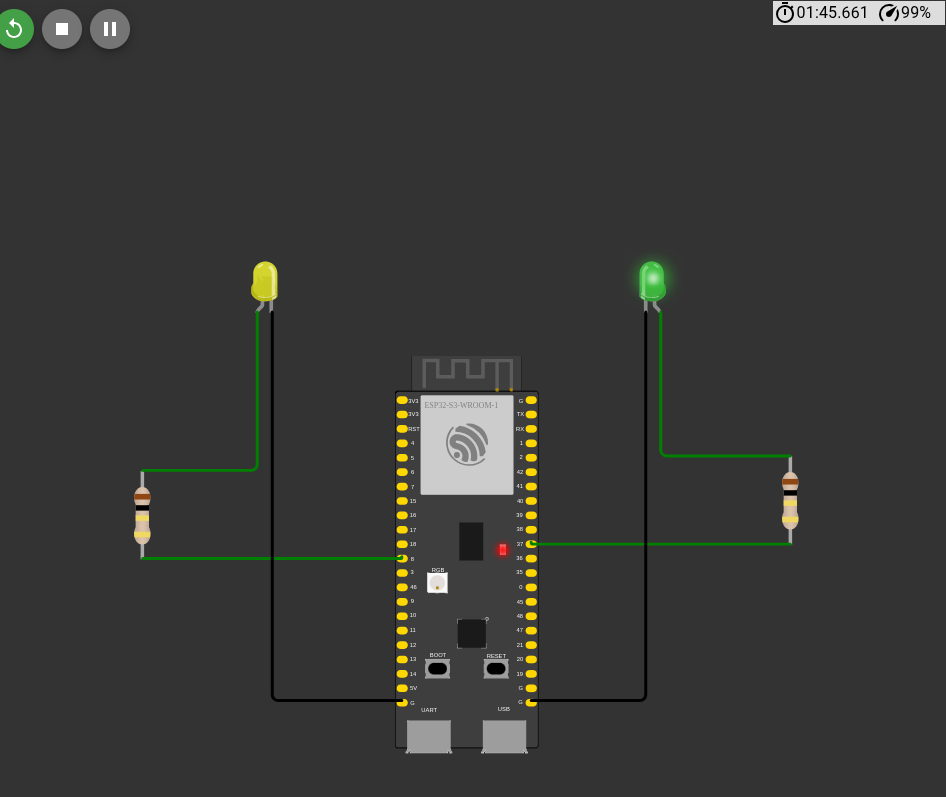 01:45.661 99%
ESP32-S3-WROOM-1
3V3 G
3V3 TX
RST RX
4 1
5 2
6 42
7 41
15 40
16 39
17 38
18 37
8 36
3 35
RGB
46 0
9 45
10 48
11 47
12 21
13 20
BOOT RESET
14 19
5V G
G G
UART USB